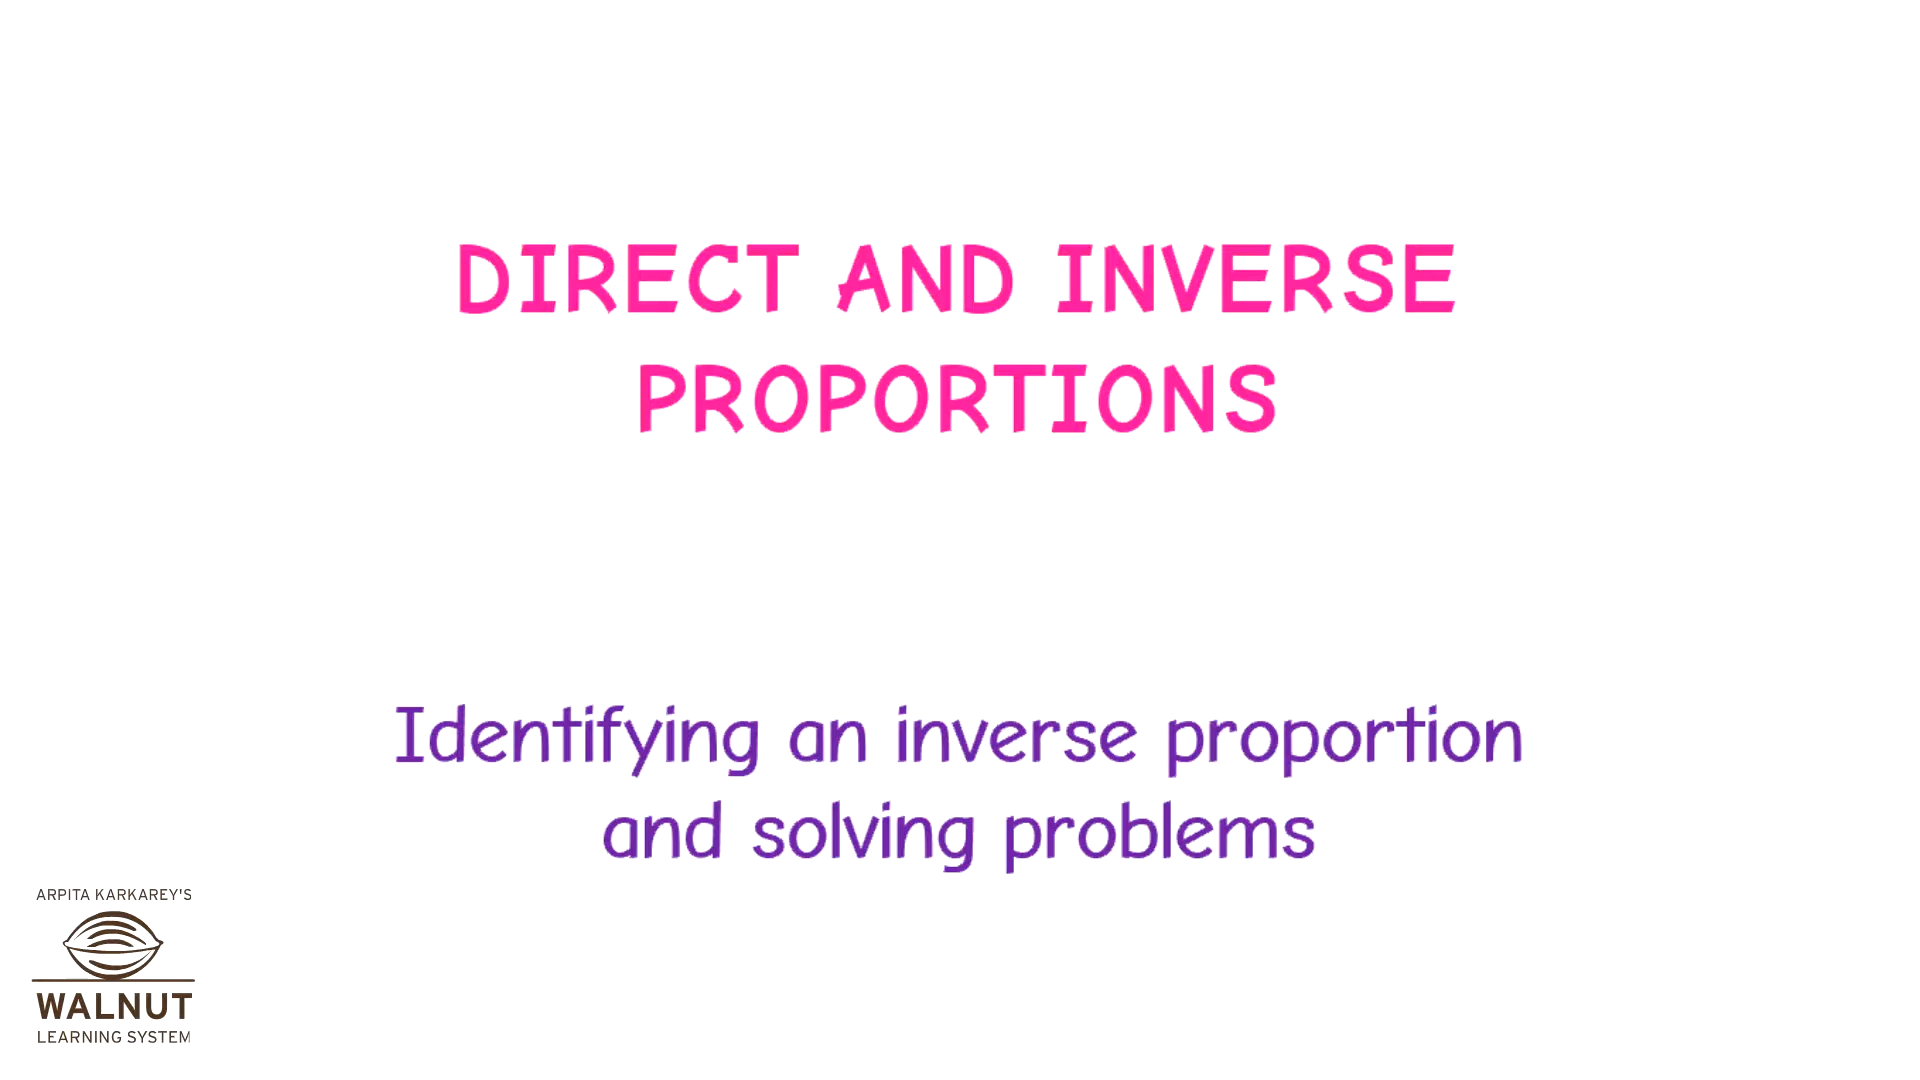 DIRECT AND INVERSE
PROPORTIONS
Identifying an inverse proportion
and solving problems
ARPITA KARKAREY'S
WALNUT
LEARNING SYSTEM